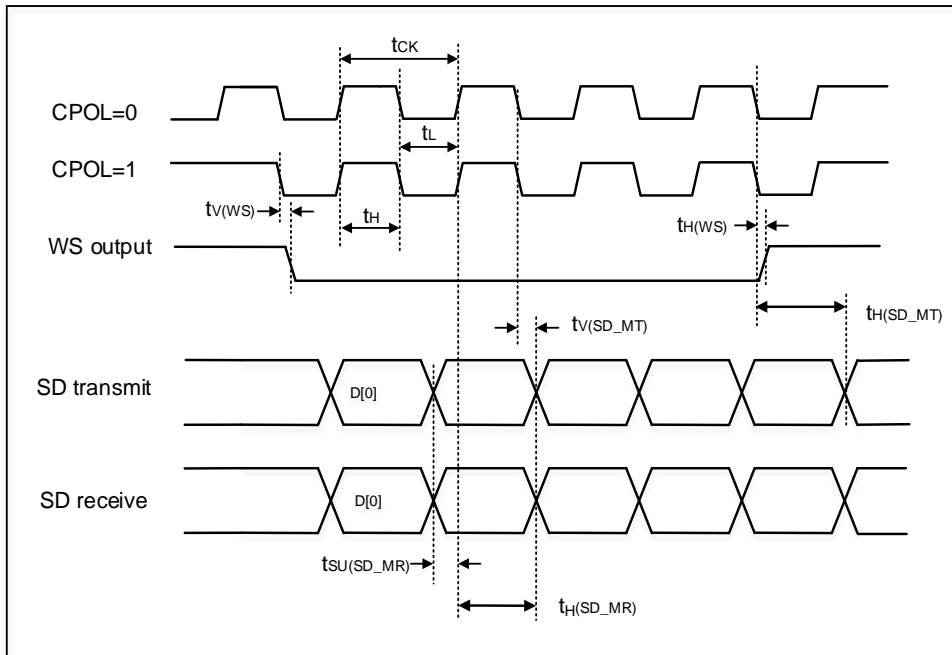 tCK
CPOL=0
tL
CPOL=1
tV(WS)
tH
tH(WS)
WS output
tH(SD_MT)
tV(SD_MT)
SD transmit
D[0]
SD receive
D[0]
tSU(SD_MR)
tH(SD_MR)